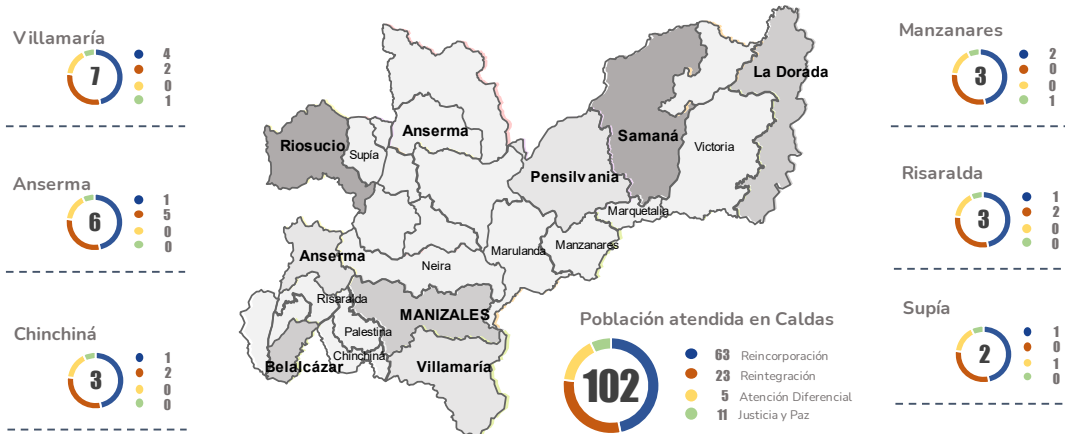 Villamaría
7
4
2
0
1
Anserma
6
1
5
0
0
Chinchiná
3
1
2
0
0
Riosucio
Supía
Anserma
Samaná
La Dorada
Victoria
Pensilvania
Marquetalia
Manzanares
Marulanda
Anserma
Neira
Risaralda
MANIZALES
Palestina
Chinchiná
Belalcázar
Villamaría
Población atendida en Caldas
102
63 Reincorporación
23 Reintegración
5 Atención Diferencial
11 Justicia y Paz
Manzanares
3
2
0
0
1
Risaralda
3
1
2
0
0
Supía
2
1
0
1
0